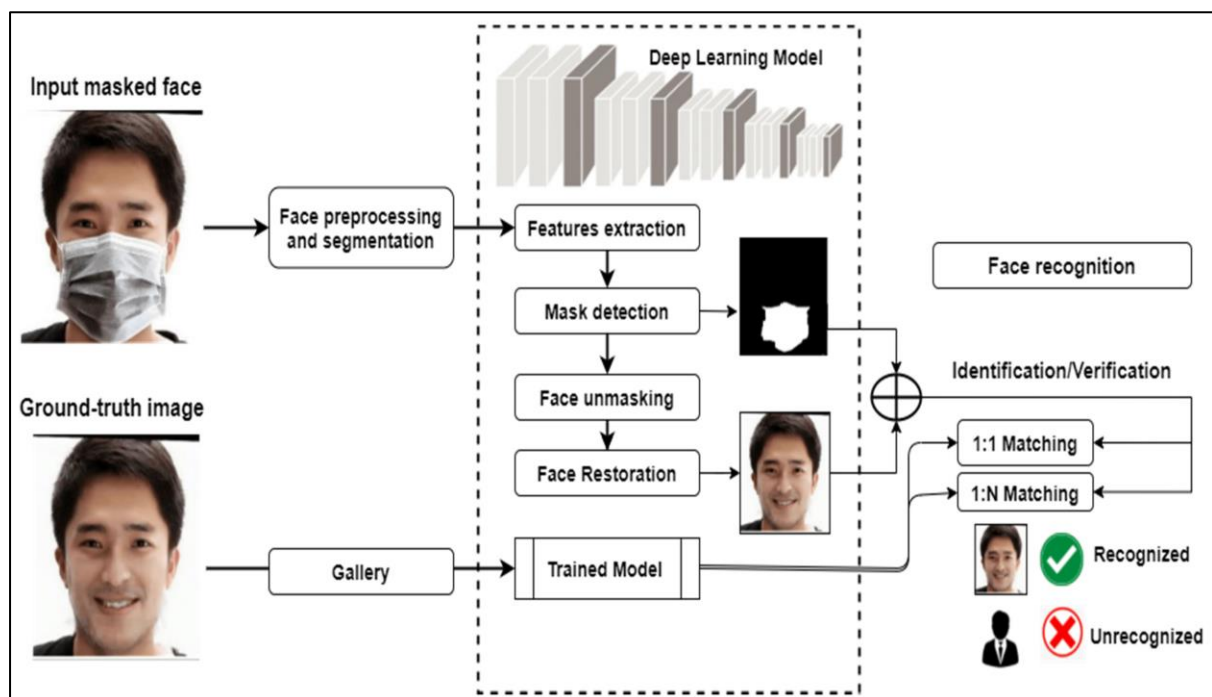 Deep Learning Model
Input masked face
Face preprocessing
and segmentation
Features extraction
Mask detection
Face unmasking
Face Restoration
Face recognition
Identification/Verification
1:1 Matching
1:N Matching
Ground-truth image
Gallery
Trained Model
Recognized
Unrecognized